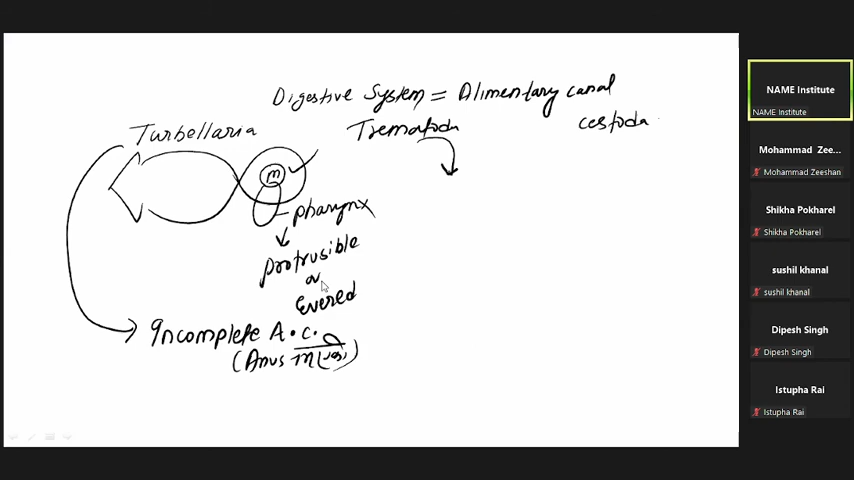 Digestive System = Alimentary canal
Turbellaria
Trematoda
cestoda
m
pharynx
protrusible
or
Evered
Incomplete A.C.
(Anus
NAME Institute
NAME Institute
Mohammad Zee...
Mohammad Zeeshan
Shikha Pokharel
Shikha Pokharel
sushil khanal
sushil khanal
Dipesh Singh
Dipesh Singh
Istupha Rai
Istupha Rai